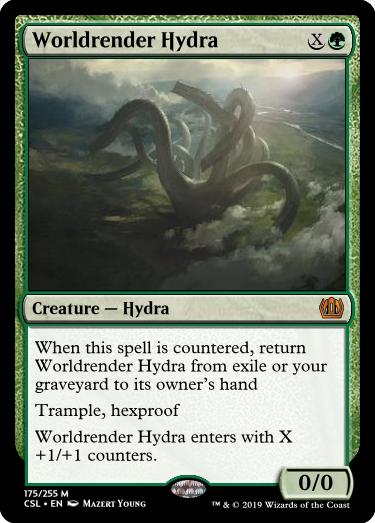 Worldrender Hydra X
Creature — Hydra
When this spell is countered, return
Worldrender Hydra from exile or your
graveyard to its owner's hand
Trample, hexproof
Worldrender Hydra enters with X
+1/+1 counters.
0/0
175/255 M
CSL • EN MAZERT YOUNG
™ & © 2019 Wizards of the Coast